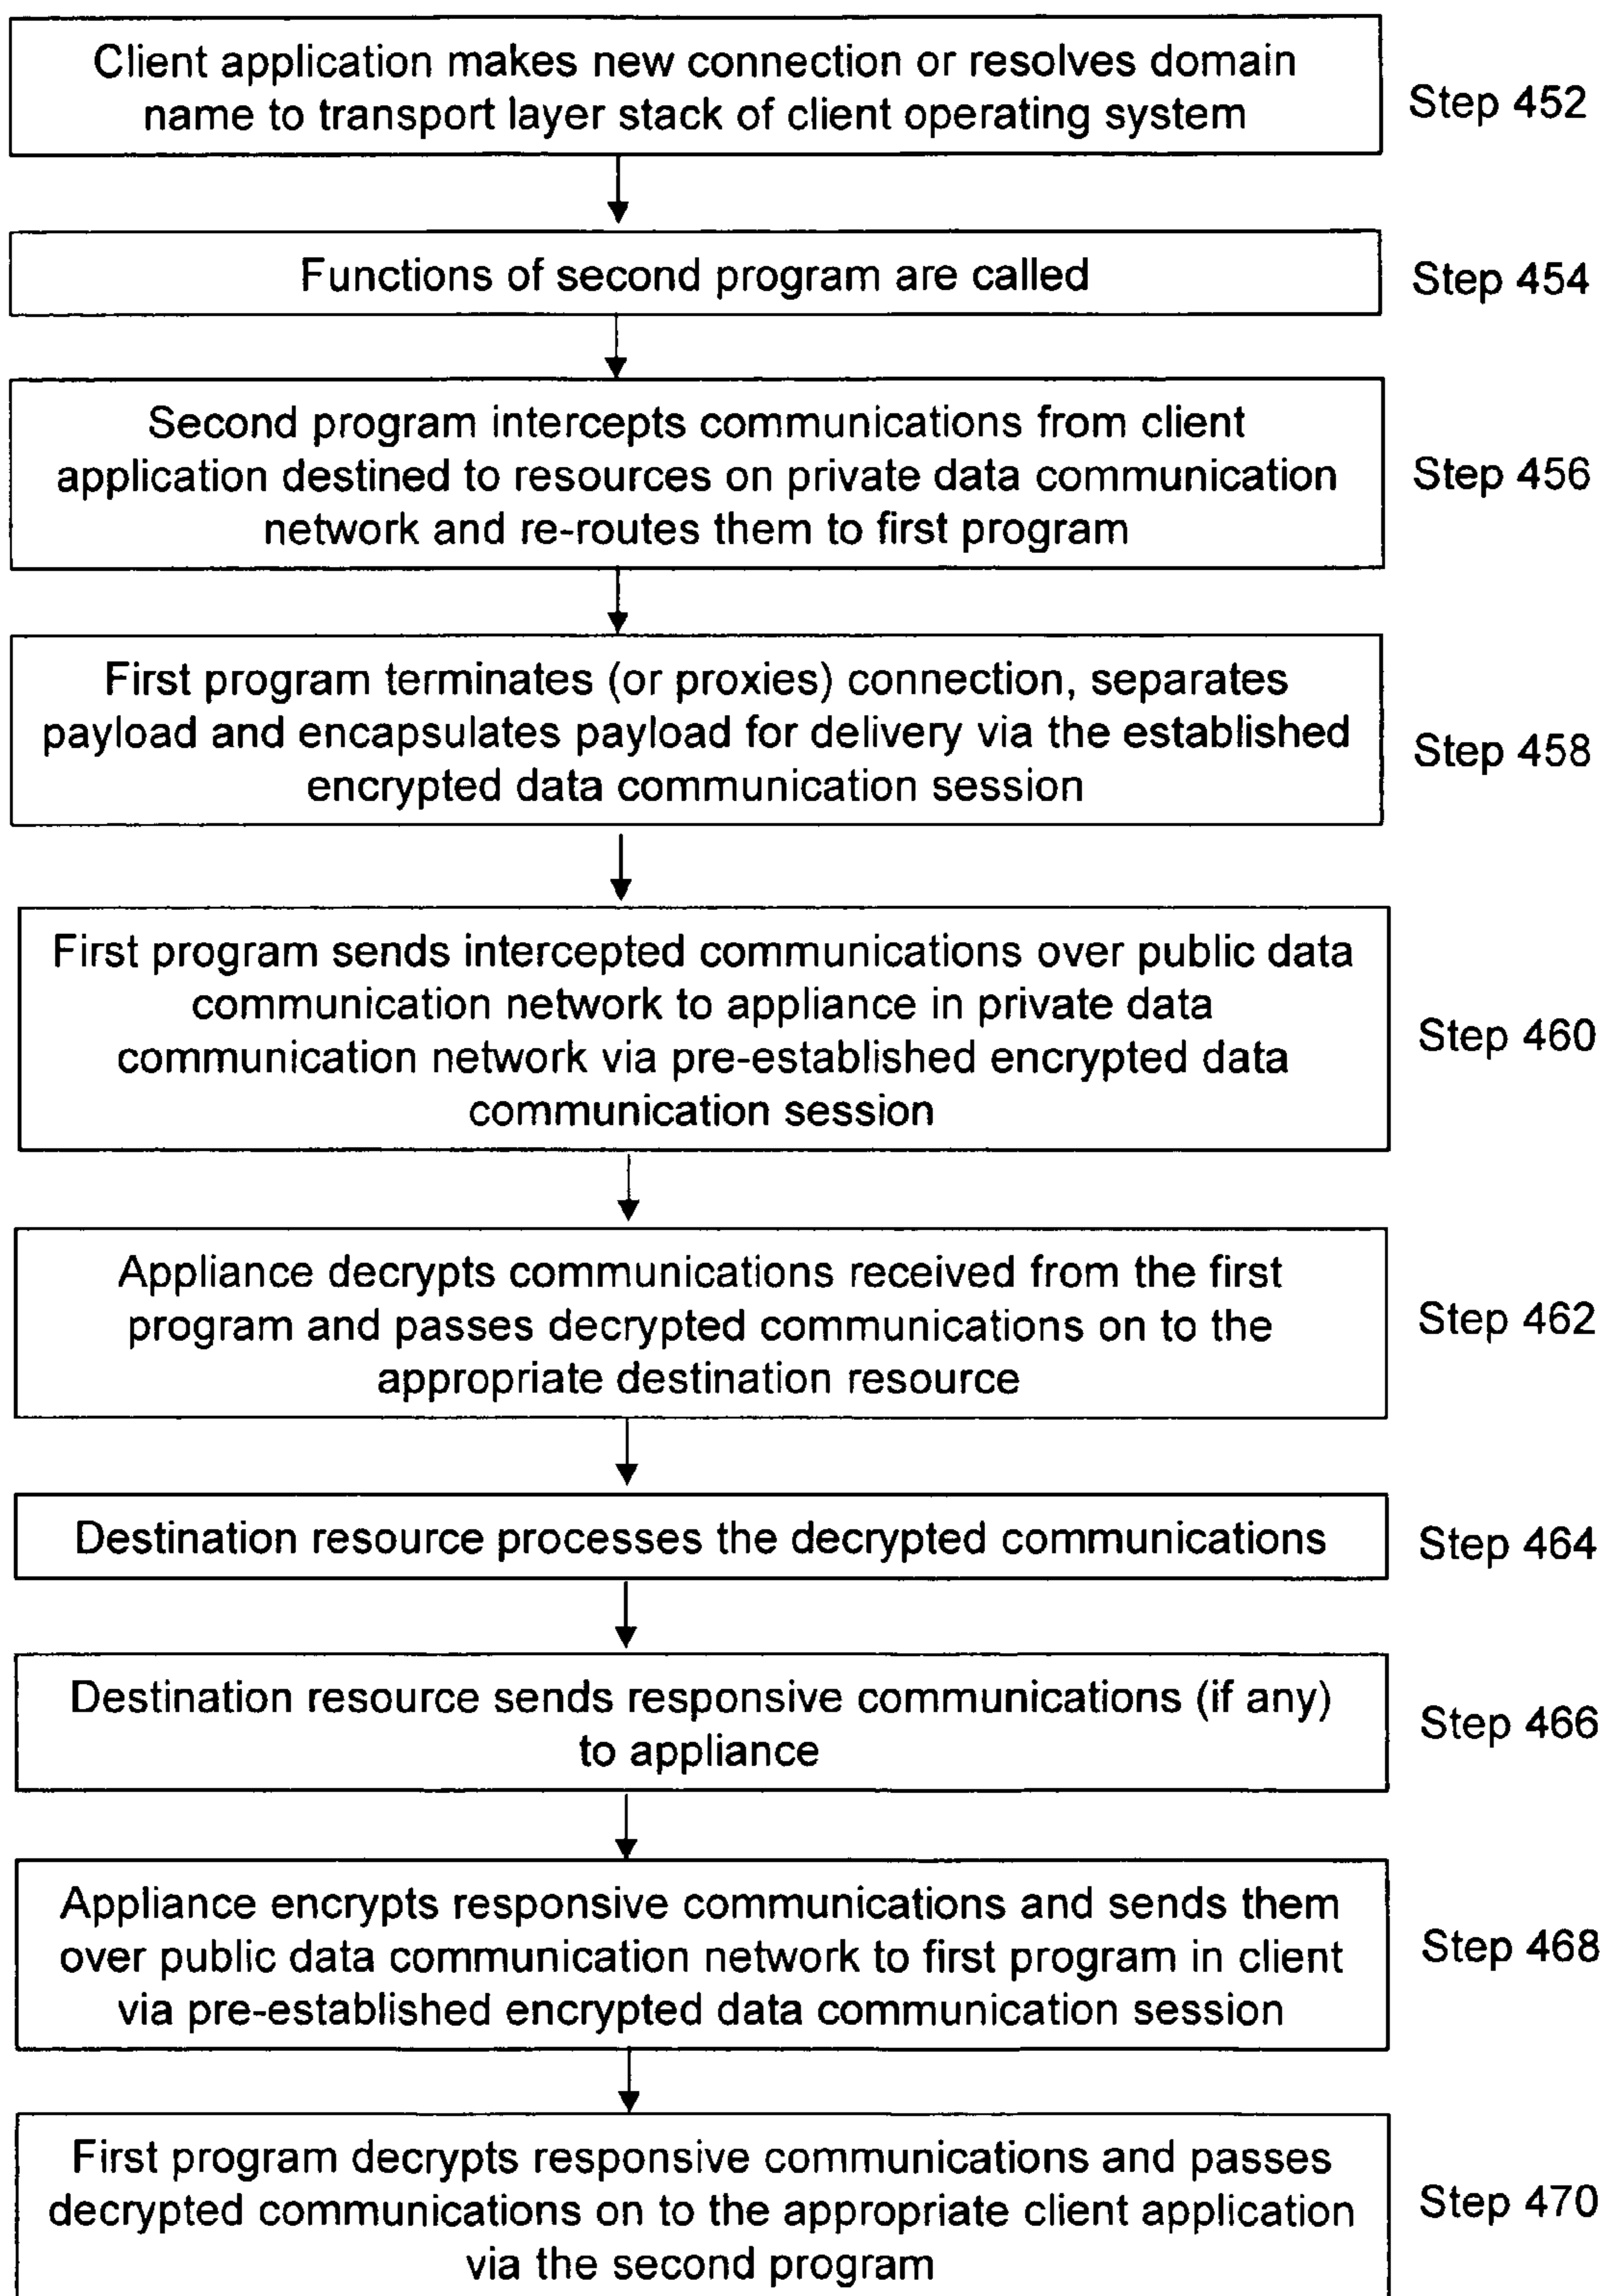 Client application makes new connection or resolves domain
name to transport layer stack of client operating system
Step 452
Functions of second program are called
Step 454
Second program intercepts communications from client
application destined to resources on private data communication
network and re-routes them to first program
Step 456
First program terminates (or proxies) connection, separates
payload and encapsulates payload for delivery via the established
encrypted data communication session
Step 458
First program sends intercepted communications over public data
communication network to appliance in private data
communication network via pre-established encrypted data
communication session
Step 460
Appliance decrypts communications received from the first
program and passes decrypted communications on to the
appropriate destination resource
Step 462
Destination resource processes the decrypted communications
Step 464
Destination resource sends responsive communications (if any)
to appliance
Step 466
Appliance encrypts responsive communications and sends them
over public data communication network to first program in client
via pre-established encrypted data communication session
Step 468
First program decrypts responsive communications and passes
decrypted communications on to the appropriate client application
via the second program
Step 470